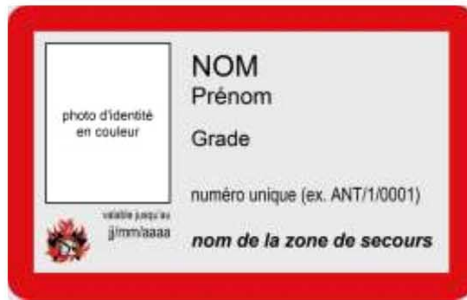 photo d'identité
en couleur
NOM
Prénom
Grade
numéro unique (ex. ANT/1/0001)
valable jusqu'au
jj/mm/aaaa
nom de la zone de secours